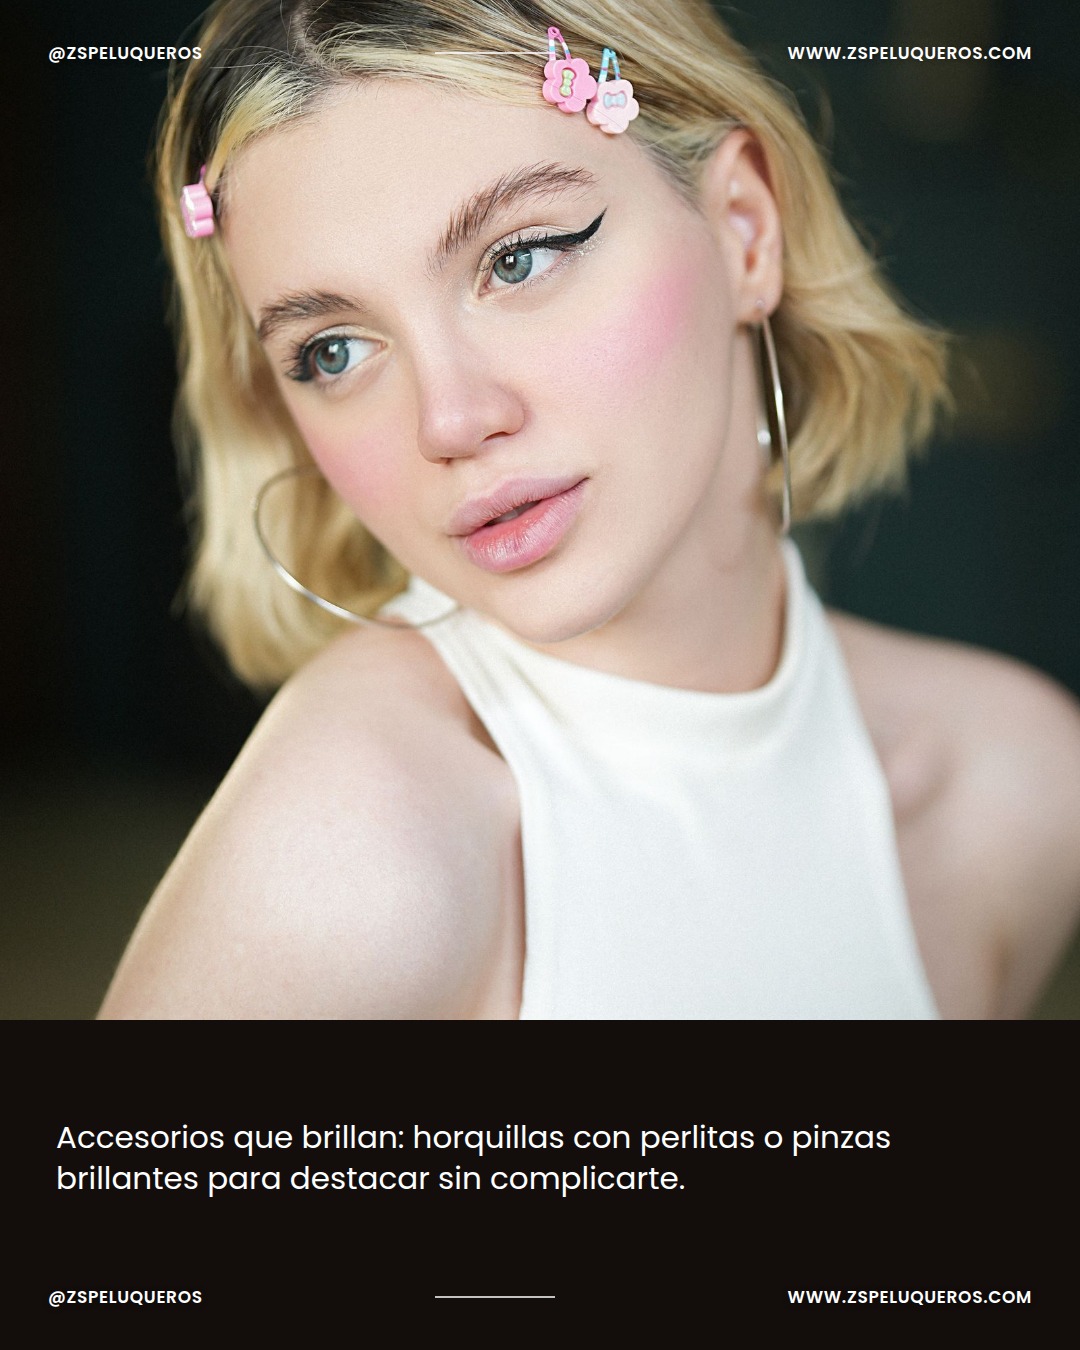 @ZSPELUQUEROS
WWW.ZSPELUQUEROS.COM
Accesorios que brillan: horquillas con perlitas o pinzas
brillantes para destacar sin complicarte.
@ZSPELUQUEROS
WWW.ZSPELUQUEROS.COM